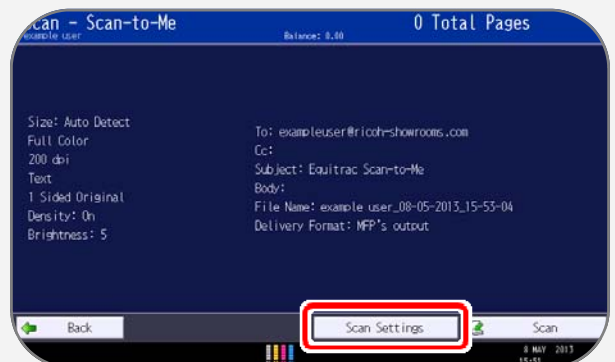 Scan - Scan-to-Me
0 Total Pages
example user
Balance: 0.00
Size: Auto Detect
Full Color
200 dpi
Text
1 Sided Original
Density: On
Brightness: 5
To: exampleuser@ricoh-showrooms.com
Cc:
Subject: Equitrac Scan-to-Me
Body:
File Name: example user_08-05-2013_15-53-04
Delivery Format: MFP's output
Back
Scan Settings
Scan
8 MAY 2013
15:51